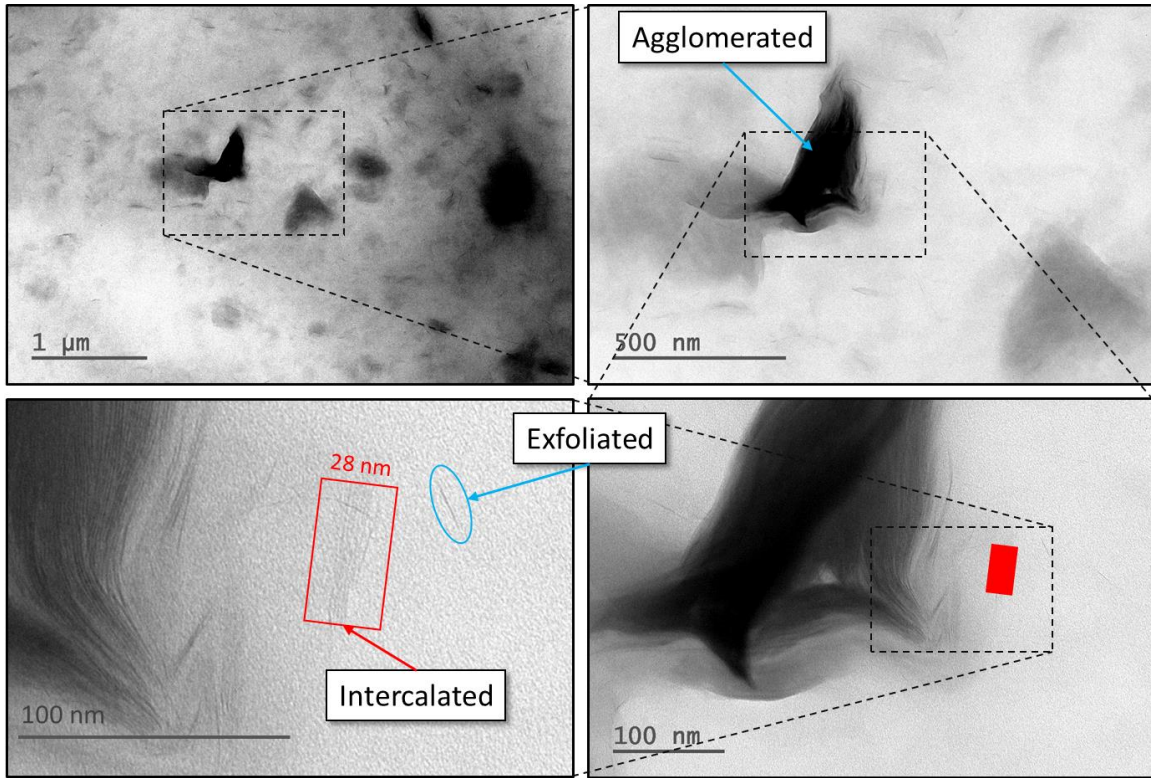 Agglomerated
1 μm
500 nm
Exfoliated
28 nm
Intercalated
100 nm
100 nm